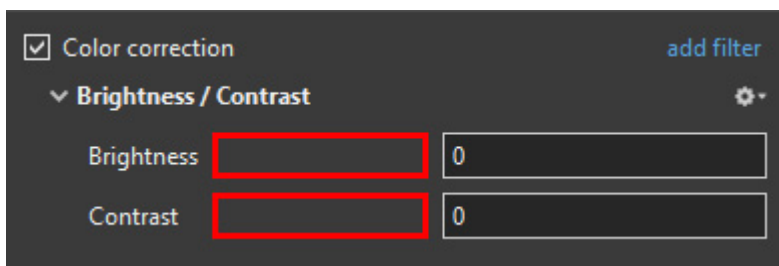 Color correction add filter
Brightness / Contrast
Brightness 0
Contrast 0